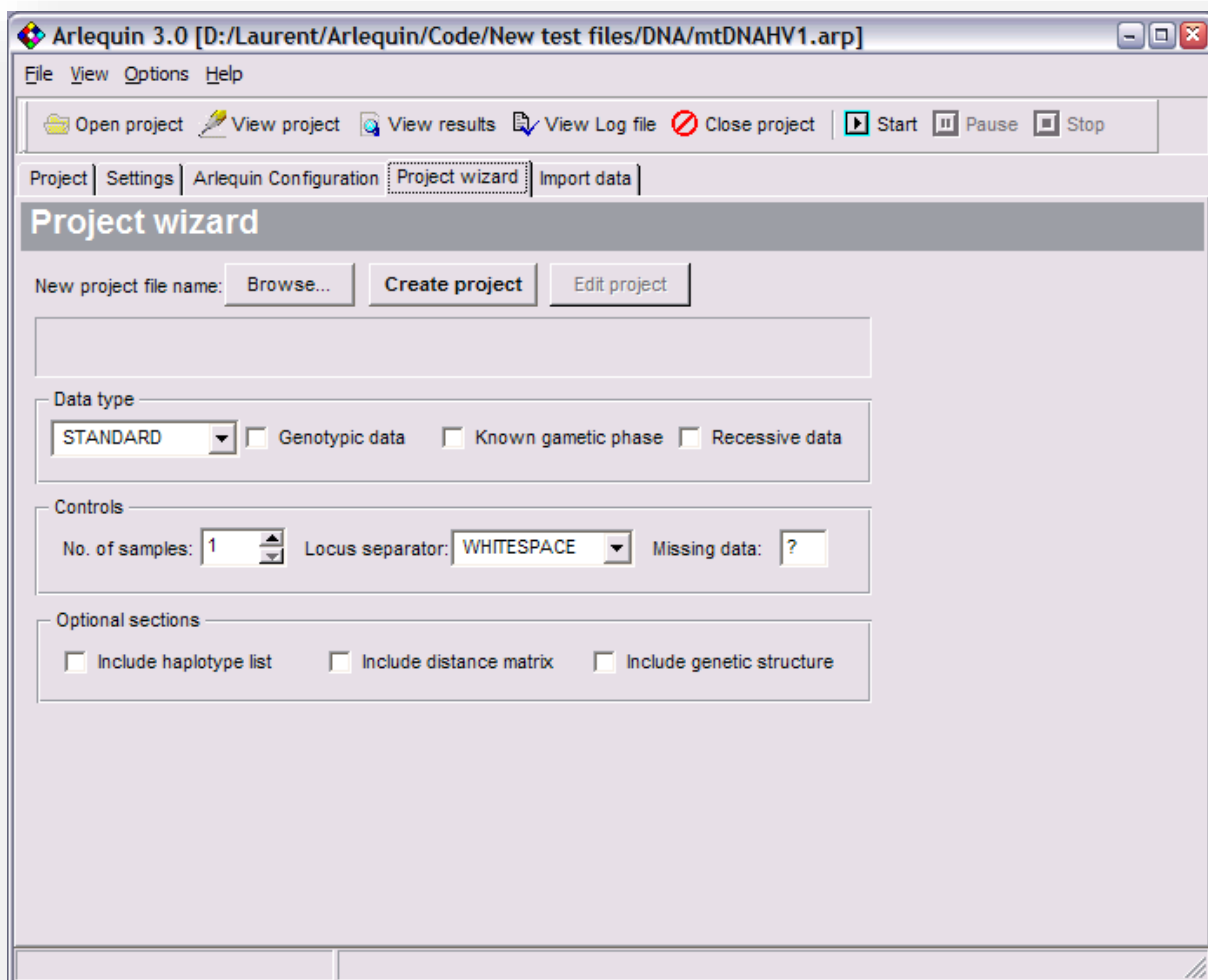 Arlequin 3.0 [D:/Laurent/Arlequin/Code/New test files/DNA/mtDNAHV1.arp]
File View Options Help
Open project View project View results View Log file Close project Start Pause Stop
Project Settings Arlequin Configuration Project wizard Import data
Project wizard
New project file name: Browse... Create project Edit project
Data type
STANDARD Genotypic data Known gametic phase Recessive data
Controls
No. of samples: 1 Locus separator: WHITESPACE Missing data: ?
Optional sections
Include haplotype list Include distance matrix Include genetic structure